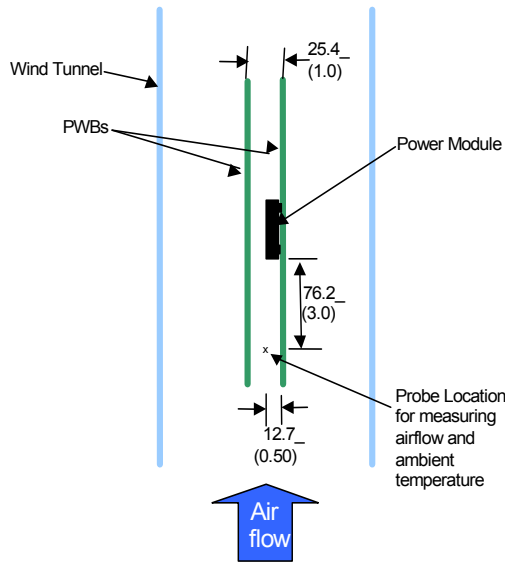 25.4_
(1.0)
Wind Tunnel
PWBs
Power Module
76.2_
(3.0)
x
Probe Location
for measuring
airflow and
ambient
temperature
12.7_
(0.50)
Air
flow